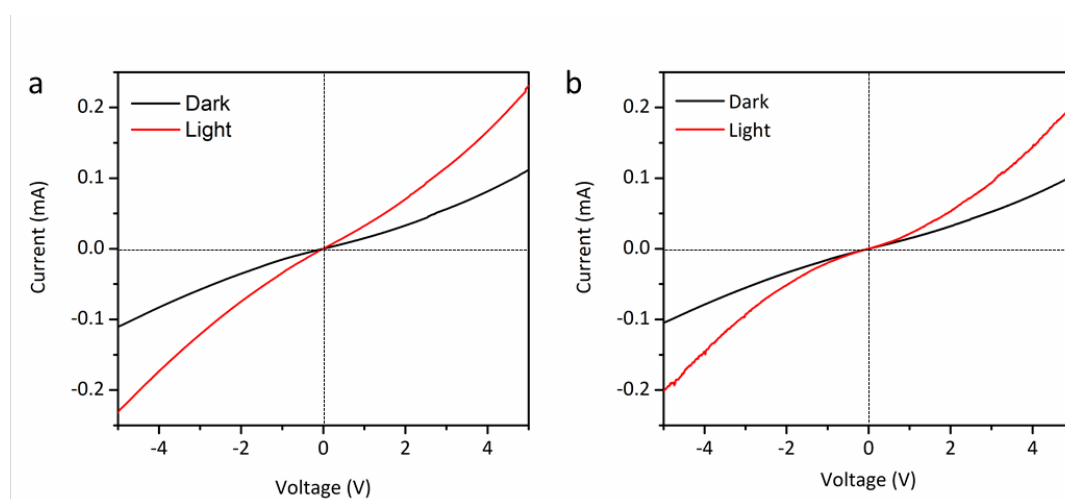 a
Dark
Light
0.2
0.1
0.0
-0.1
-0.2
Current (mA)
-4
-2
0
2
4
Voltage (V)
b
Dark
Light
0.2
0.1
0.0
-0.1
-0.2
Current (mA)
-4
-2
0
2
4
Voltage (V)